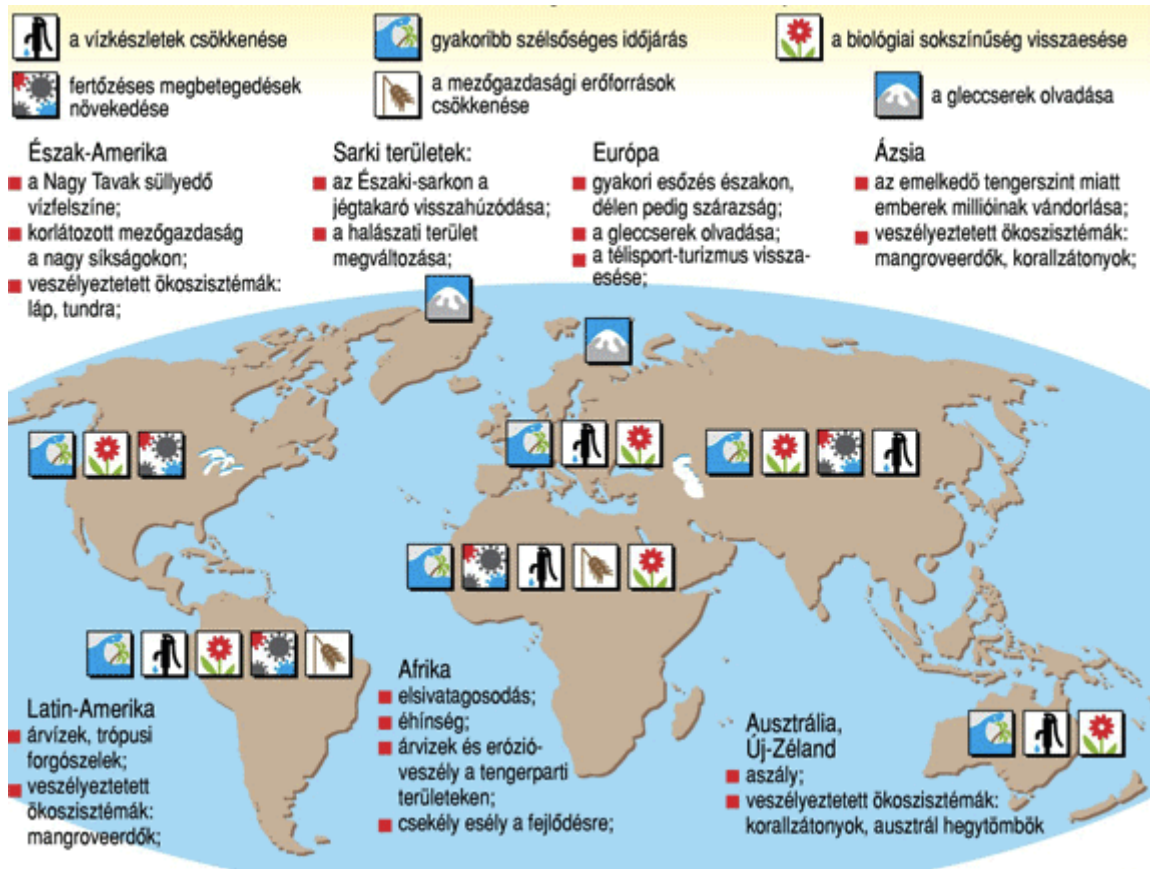 a vízkészletek csökkenése
gyakoribb szélsőséges időjárás
a biológiai sokszínűség visszaesése
fertőzéses megbetegedések
növekedése
a mezőgazdasági erőforrások
csökkenése
a gleccserek olvadása
Észak-Amerika
a Nagy Tavak süllyedő
vízfelszíne;
korlátozott mezőgazdaság
a nagy síkságokon;
veszélyeztetett ökoszisztémák:
láp, tundra;
Sarki területek:
az Északi-sarkon a
jégtakaró visszahúzódása;
a halászati terület
megváltozása;
Európa
gyakori esőzés északon,
délen pedig szárazság;
a gleccserek olvadása;
a télisport-turizmus vissza-
esése;
Ázsia
az emelkedő tengerszint miatt
emberek millióinak vándorlása;
veszélyeztetett ökoszisztémák:
mangroveerdők, korallzátonyok;
Latin-Amerika
árvízek, trópusi
forgószelek;
veszélyeztetett
ökoszisztémák:
mangroveerdők;
Afrika
elsivatagosodás;
éhínség;
árvizek és erózió-
veszély a tengerparti
területeken;
csekély esély a fejlődésre;
Ausztrália,
Új-Zéland
aszály;
veszélyeztetett ökoszisztémák:
korallzátonyok, ausztrál hegytömbök